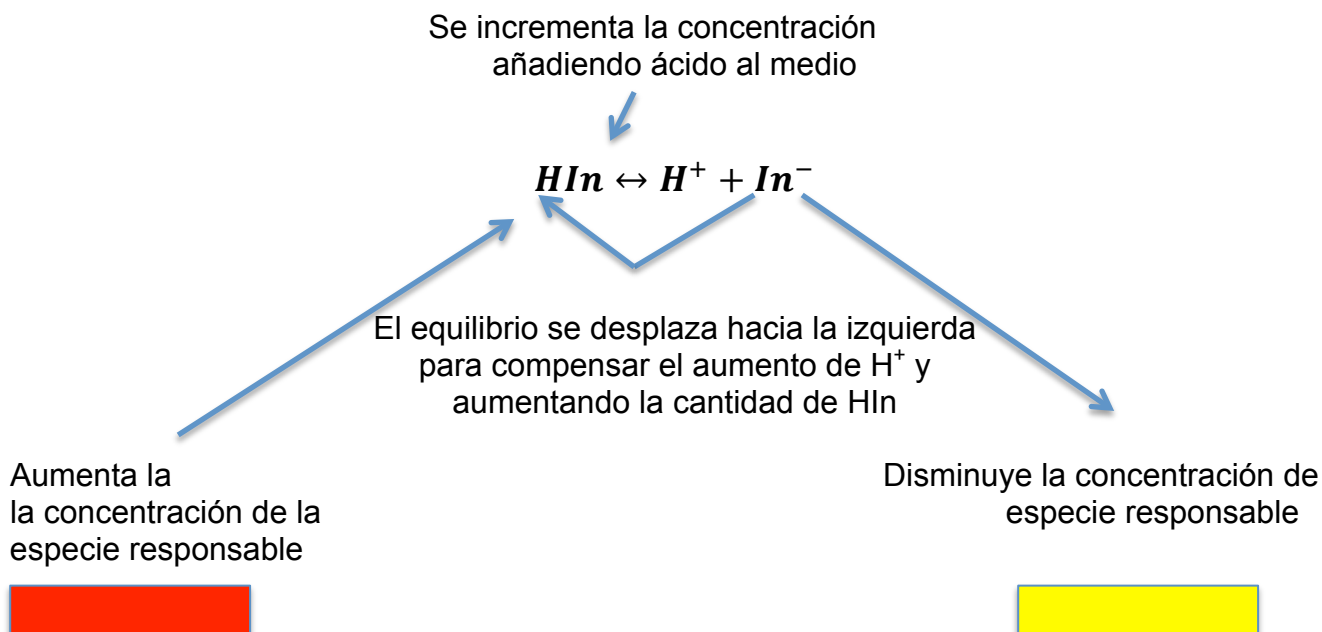 Se incrementa la concentración
añadiendo ácido al medio
HIn ↔ H⁺ + In⁻
El equilibrio se desplaza hacia la izquierda
para compensar el aumento de H⁺ y
aumentando la cantidad de HIn
Aumenta la
la concentración de la
especie responsable
Disminuye la concentración de
especie responsable